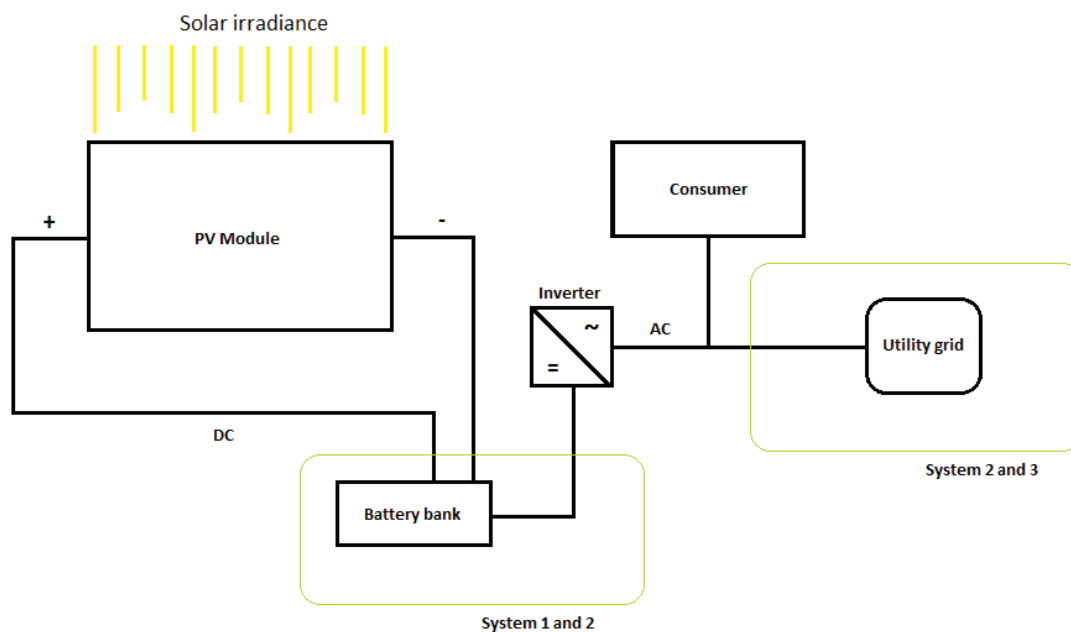 Solar irradiance
+
-
PV Module
Consumer
Inverter
~
=
AC
Utility grid
DC
System 2 and 3
Battery bank
System 1 and 2